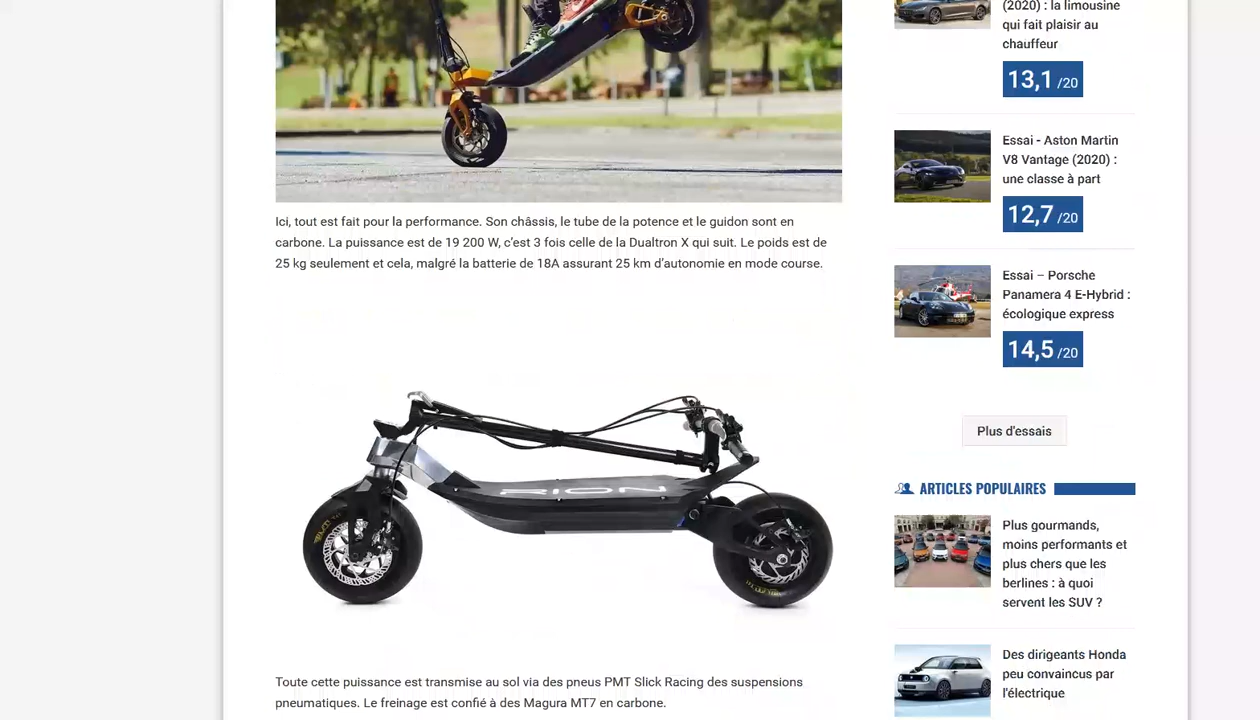 Ici, tout est fait pour la performance. Son châssis, le tube de la potence et le guidon sont en
carbone. La puissance est de 19 200 W, c’est 3 fois celle de la Dualtron X qui suit. Le poids est de
25 kg seulement et cela, malgré la batterie de 18A assurant 25 km d’autonomie en mode course.
RION
Toute cette puissance est transmise au sol via des pneus PMT Slick Racing des suspensions
pneumatiques. Le freinage est confié à des Magura MT7 en carbone.
(2020) : la limousine
qui fait plaisir au
chauffeur
13,1 /20
Essai - Aston Martin
V8 Vantage (2020) :
une classe à part
12,7 /20
Essai – Porsche
Panamera 4 E-Hybrid :
écologique express
14,5 /20
Plus d'essais
ARTICLES POPULAIRES
Plus gourmands,
moins performants et
plus chers que les
berlines : à quoi
servent les SUV ?
Des dirigeants Honda
peu convaincus par
l'électrique